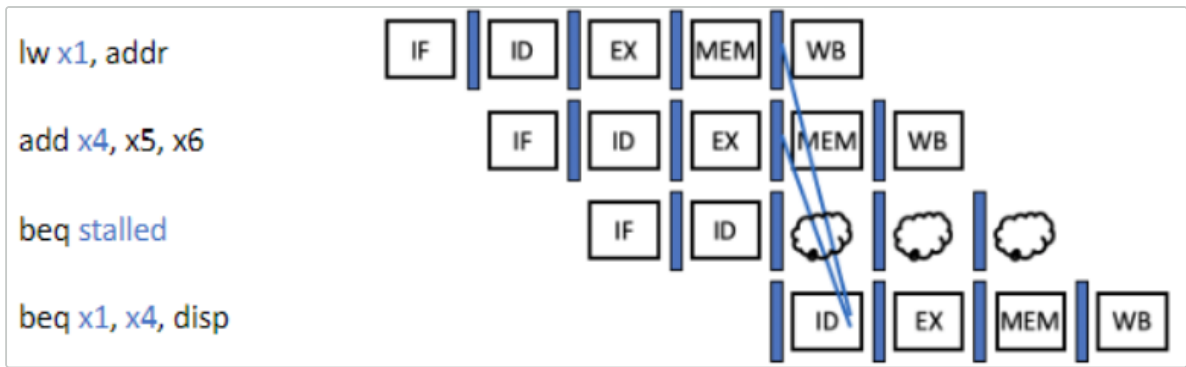 lw x1, addr IF ID EX MEM WB
add x4, x5, x6 IF ID EX MEM WB
beq stalled IF ID
beq x1, x4, disp ID EX MEM WB